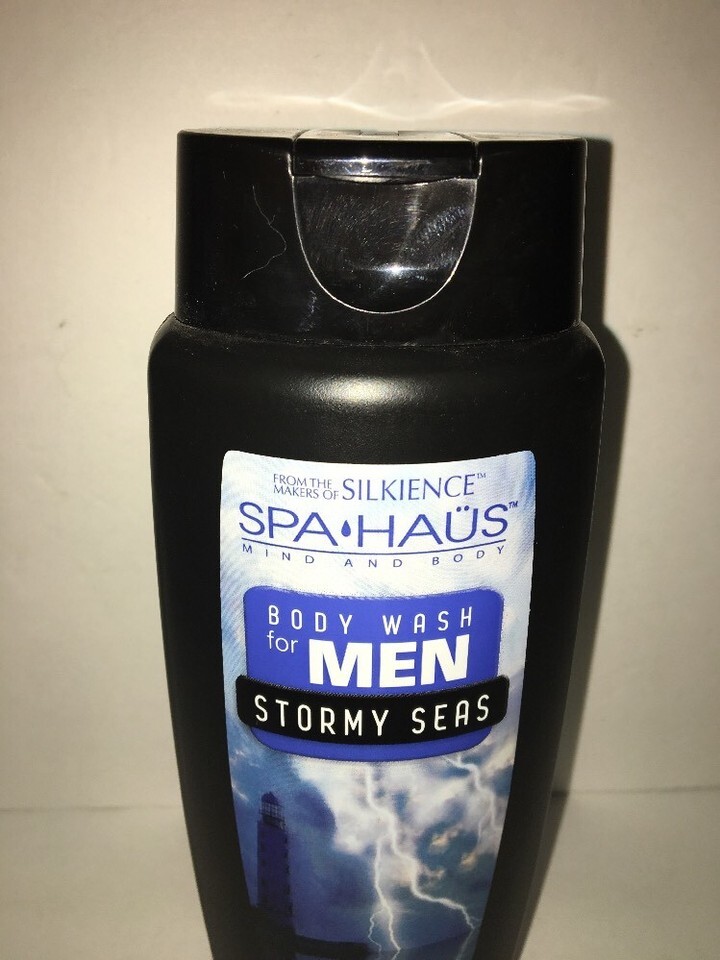 FROM THE
MAKERS OF SILKIENCE™
SPA HAÜS™
MIND AND BODY
BODY WASH
for MEN
STORMY SEAS